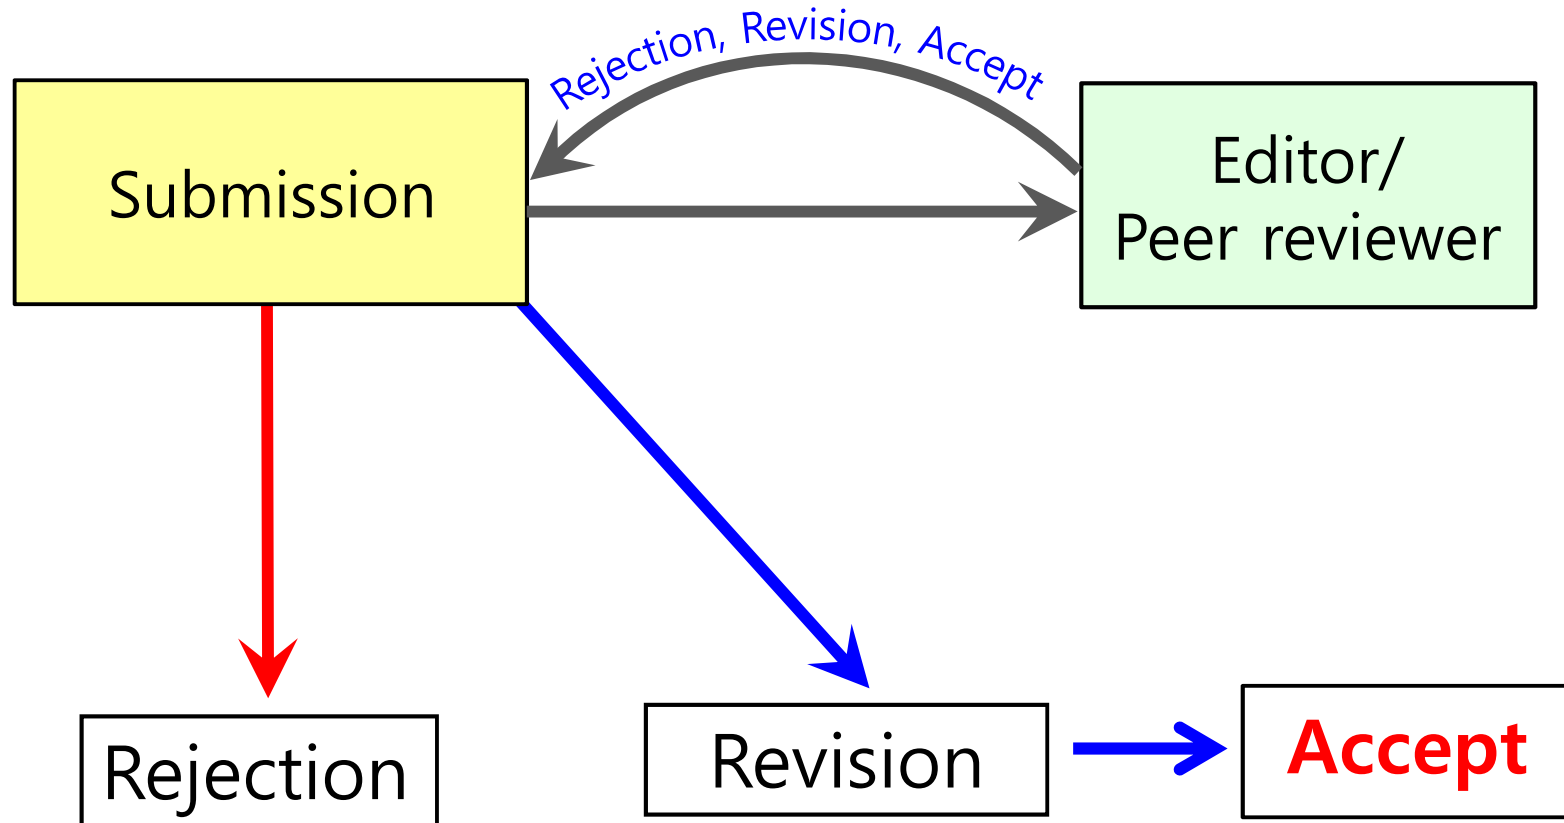 Rejection, Revision, Accept
Submission
Editor/
Peer reviewer
Rejection
Revision
Accept